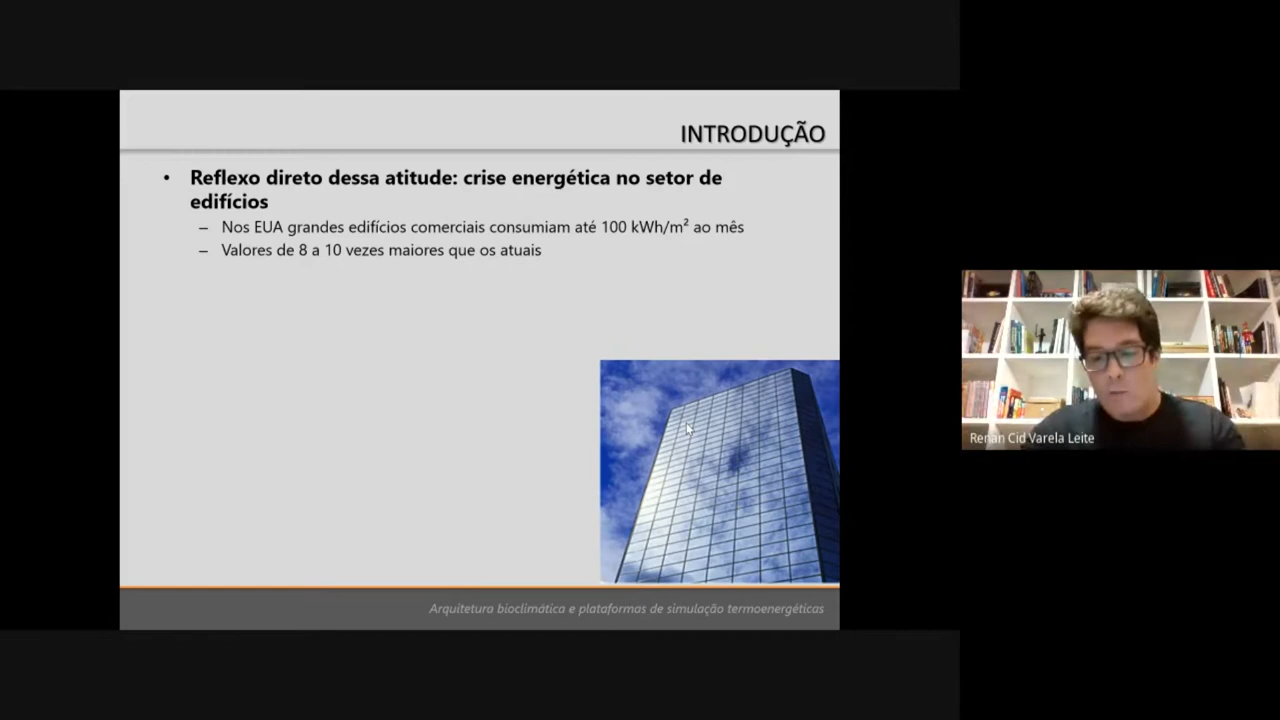 INTRODUÇÃO
• Reflexo direto dessa atitude: crise energética no setor de
edifícios
– Nos EUA grandes edifícios comerciais consumiam até 100 kWh/m² ao mês
– Valores de 8 a 10 vezes maiores que os atuais
Arquitetura bioclimática e plataformas de simulação termoenergéticas
Renan Cid Varela Leite